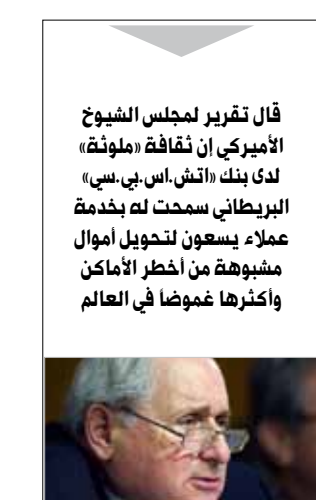 قال تقرير لمجلس الشيوخ
الأميركي إن ثقافة «ملوثة»
لدى بنك «اتش.اس.بي.سي»
البريطاني سمحت له بخدمة
عملاء يسعون لتحويل أموال
مشبوهة من أخطر الأماكن
وأكثرها غموضاً في العالم